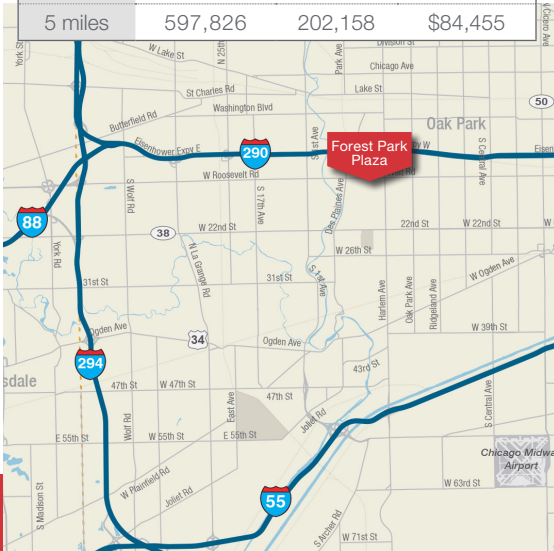 5 miles 597,826 202,158 $84,455
York St
W Lake St
N 25th
Park Ave
Division St
Chicago Ave
N Cicero Ave
St Charles Rd
Lake St
Washington Blvd
50
Butterfield Rd
Oak Park
Eisenhower Expy E
290
S 1st Ave
Forest Park
Plaza
S Central Ave
W Roosevelt Rd
S Wolf Rd
S 17th Ave
Des Plaines Ave
88
38
W 22nd St
22nd St
W 22nd St
York Rd
N La Grange Rd
W 26th St
31st St
31st St
S 1st Ave
W Ogden Ave
Harlem Ave
Oak Park Ave
Ridgeland Ave
Ogden Ave
34
Ogden Ave
W 39th St
294
43rd St
sdale
47th St
W 47th St
47th St
East Ave
Joliet Rd
S Central Ave
Wolf Rd
E 55th St
W 55th St
E 55th St
Chicago Midwa
Airport
W Plainfield Rd
Joliet Rd
W 63rd St
S Madison St
55
S Archer Rd
W 71st St